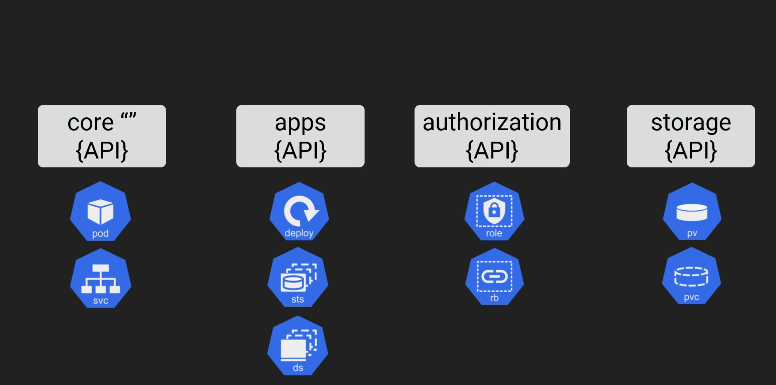 core “”
{API}
apps
{API}
authorization
{API}
storage
{API}
pod
deploy
role
pv
svc
sts
rb
pvc
ds